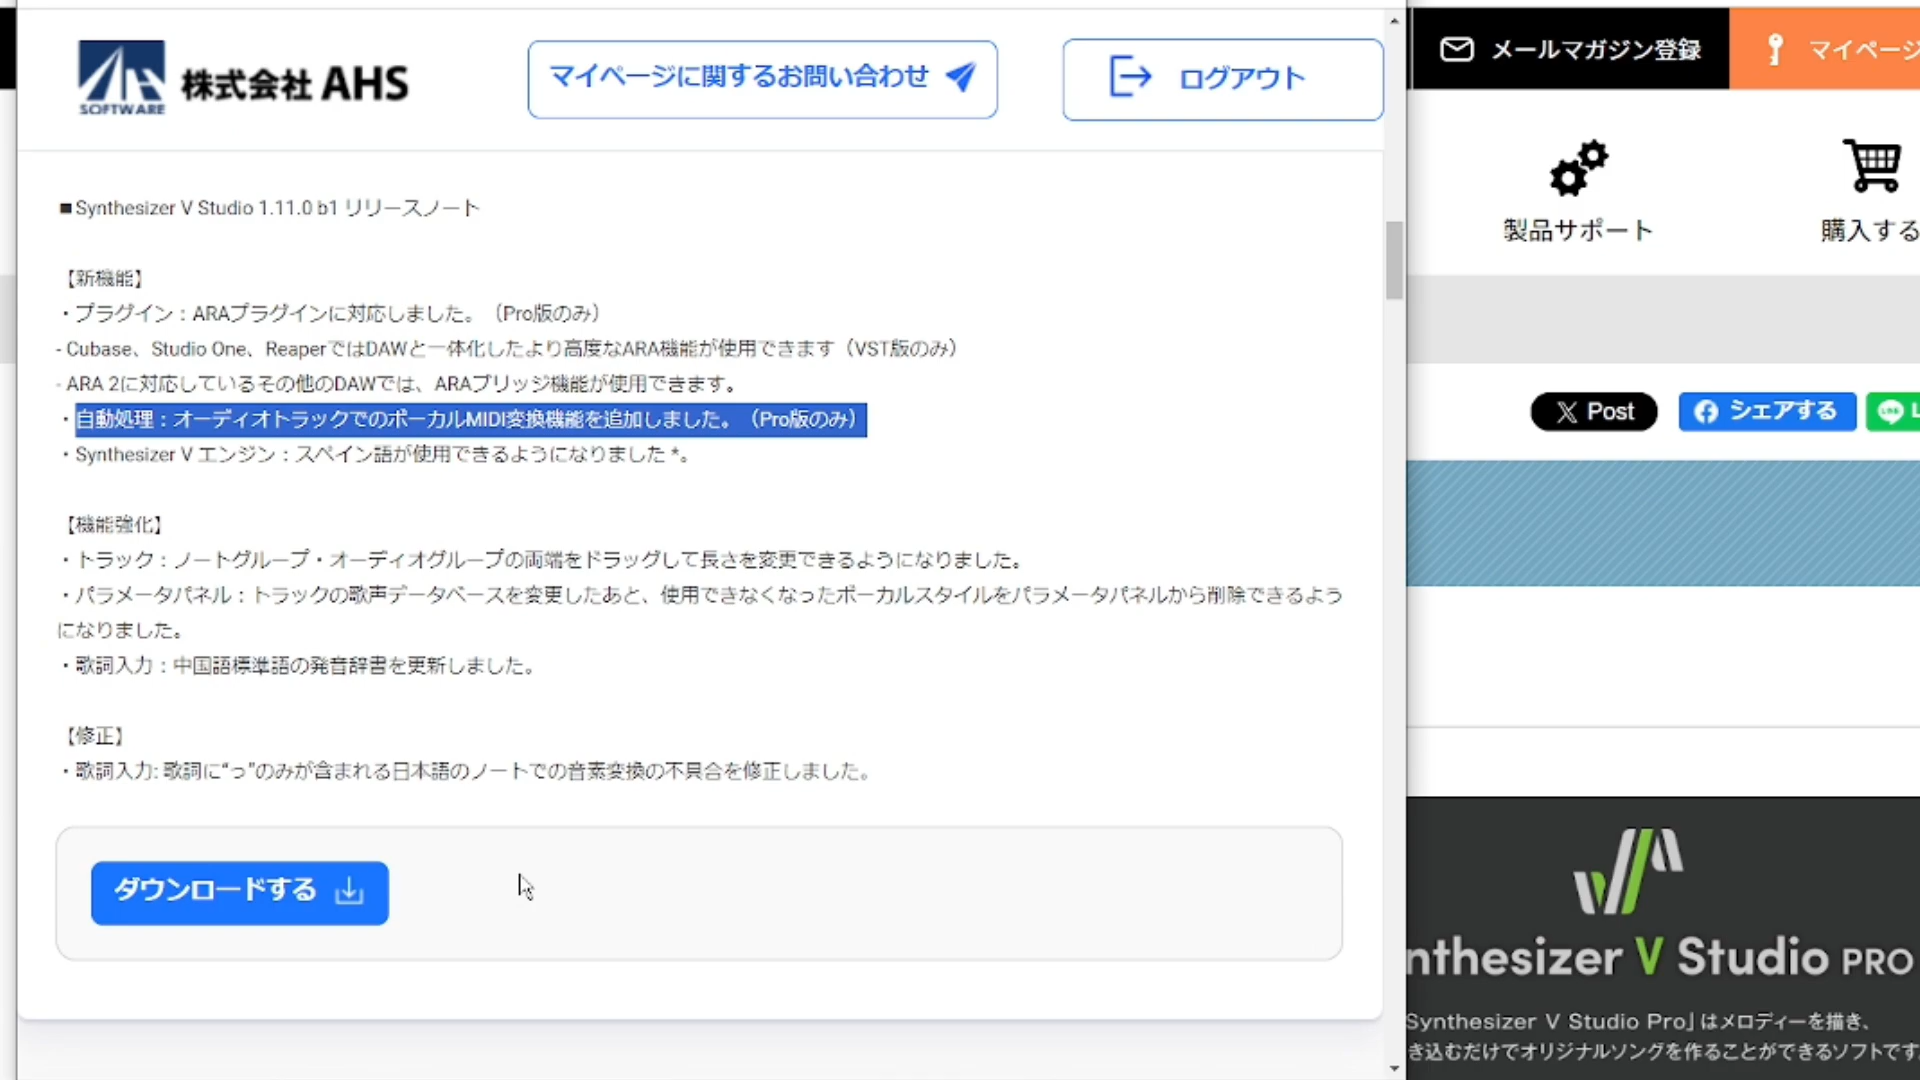 SOFTWARE
株式会社 AHS
マイページに関するお問い合わせ
ログアウト
■Synthesizer V Studio 1.11.0 b1 リリースノート
【新機能】
・プラグイン：ARAプラグインに対応しました。（Pro版のみ）
- Cubase、Studio One、ReaperではDAWと一体化したより高度なARA機能が使用できます（VST版のみ）
- ARA 2に対応しているその他のDAWでは、ARAブリッジ機能が使用できます。
・自動処理：オーディオトラックでのボーカルMIDI変換機能を追加しました。（Pro版のみ）
・Synthesizer V エンジン：スペイン語が使用できるようになりました *。
【機能強化】
・トラック：ノートグループ・オーディオグループの両端をドラッグして長さを変更できるようになりました。
・パラメータパネル：トラックの歌声データベースを変更したあと、使用できなくなったボーカルスタイルをパラメータパネルから削除できるよう
になりました。
・歌詞入力：中国語標準語の発音辞書を更新しました。
【修正】
・歌詞入力: 歌詞に“っ”のみが含まれる日本語のノートでの音素変換の不具合を修正しました。
ダウンロードする
メールマガジン登録
マイページ
製品サポート
購入する
Post
シェアする
LINE
L
nthesizer V Studio PRO
Synthesizer V Studio Pro」はメロディーを描き、
き込むだけでオリジナルソングを作ることができるソフトです